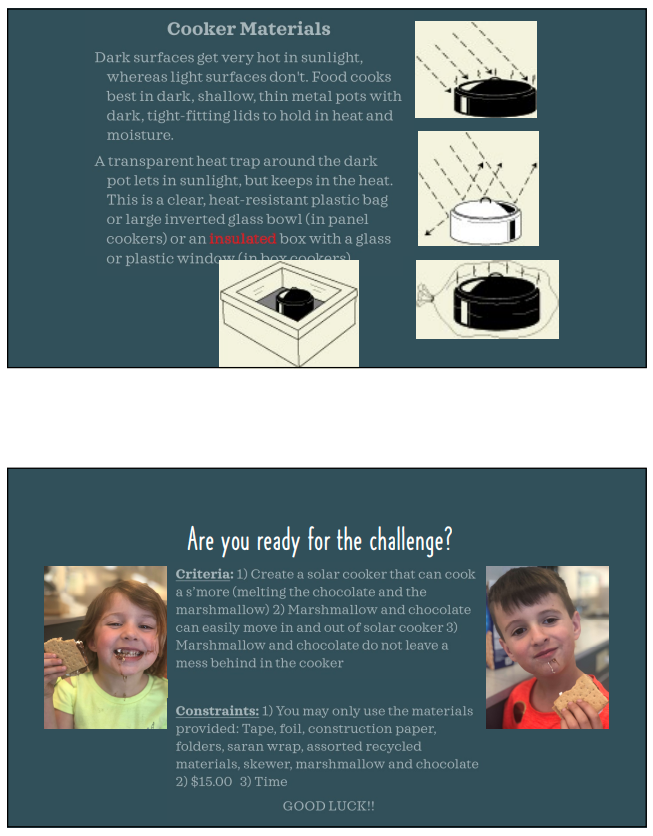 Cooker Materials
Dark surfaces get very hot in sunlight,
whereas light surfaces don't. Food cooks
best in dark, shallow, thin metal pots with
dark, tight-fitting lids to hold in heat and
moisture.
A transparent heat trap around the dark
pot lets in sunlight, but keeps in the heat.
This is a clear, heat-resistant plastic bag
or large inverted glass bowl (in panel
cookers) or an insulated box with a glass
or plastic window (in box cookers)
Are you ready for the challenge?
Criteria: 1) Create a solar cooker that can cook
a s'more (melting the chocolate and the
marshmallow) 2) Marshmallow and chocolate
can easily move in and out of solar cooker 3)
Marshmallow and chocolate do not leave a
mess behind in the cooker
Constraints: 1) You may only use the materials
provided: Tape, foil, construction paper,
folders, saran wrap, assorted recycled
materials, skewer, marshmallow and chocolate
2) $15.00 3) Time
GOOD LUCK!!